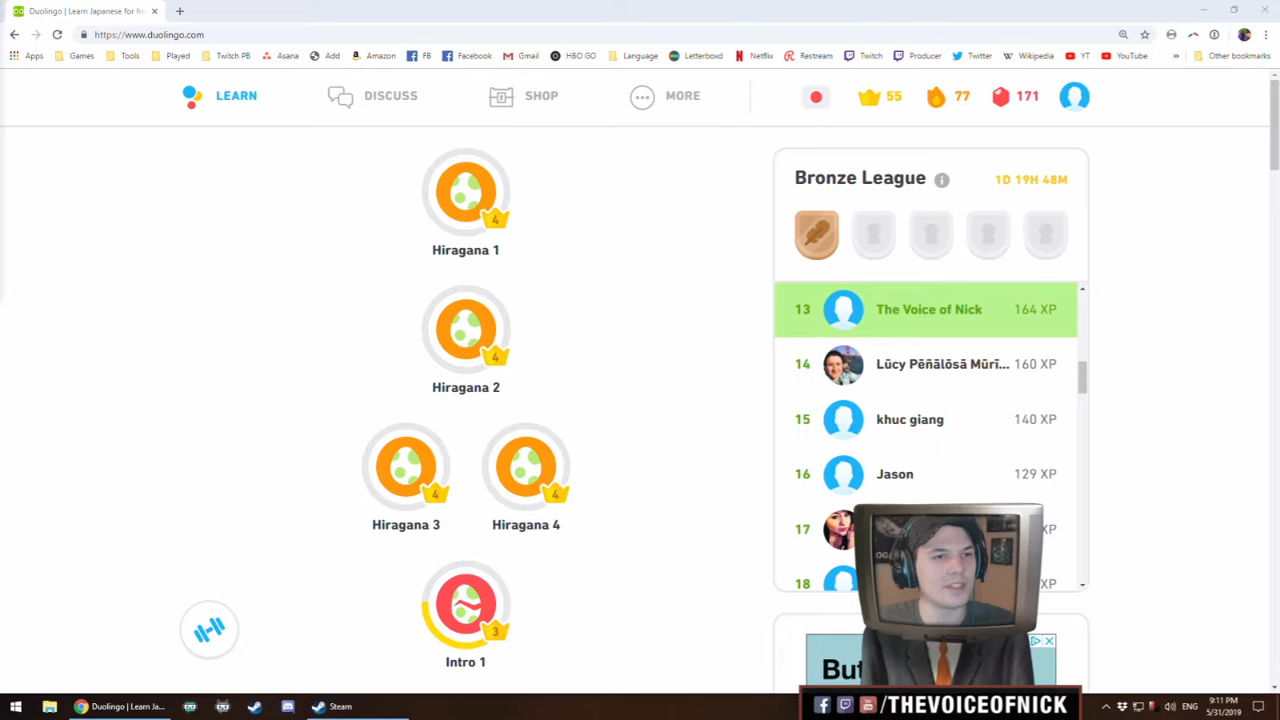 Duolingo | Learn Japanese for fre
https://www.duolingo.com
Apps Games Tools Played Twitch PB Asana Add Amazon FB Facebook Gmail HBO GO Language Letterboxd Netflix Restream Twitch Producer Twitter Wikipedia YT YouTube » Other bookmarks
LEARN DISCUSS SHOP MORE 55 77 171
Bronze League 1D 19H 48M
4
Hiragana 1
13 The Voice of Nick 164 XP
4
Hiragana 2
14 Lūcy Pēñãlōsā Mūrī... 160 XP
15 khuc giang 140 XP
4 4
Hiragana 3 Hiragana 4
16 Jason 129 XP
17 XP
18 XP
3
Intro 1
But
/THEVOICEOFNICK
Duolingo | Learn Ja... Steam ENG 9:11 PM
5/31/2019